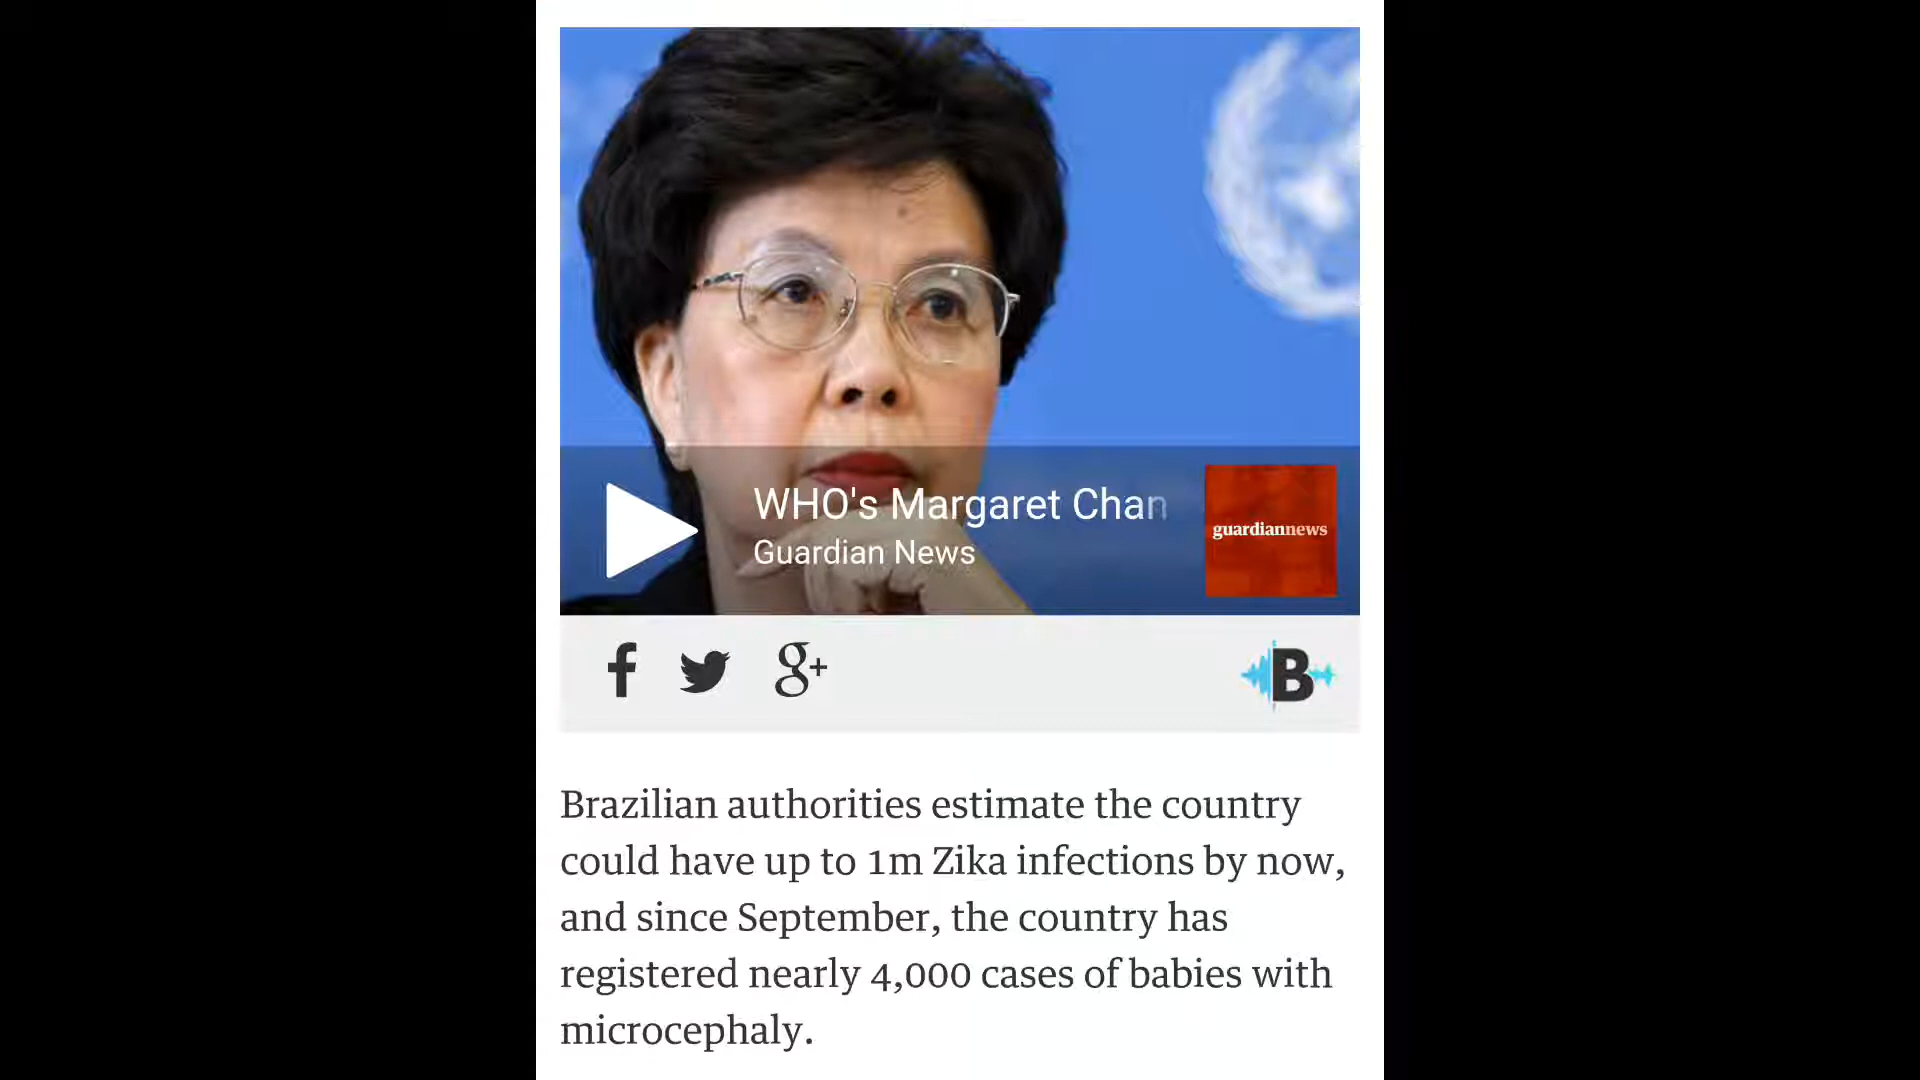 WHO's Margaret Chan
Guardian News
guardiannews
f
g+
B
Brazilian authorities estimate the country
could have up to 1m Zika infections by now,
and since September, the country has
registered nearly 4,000 cases of babies with
microcephaly.